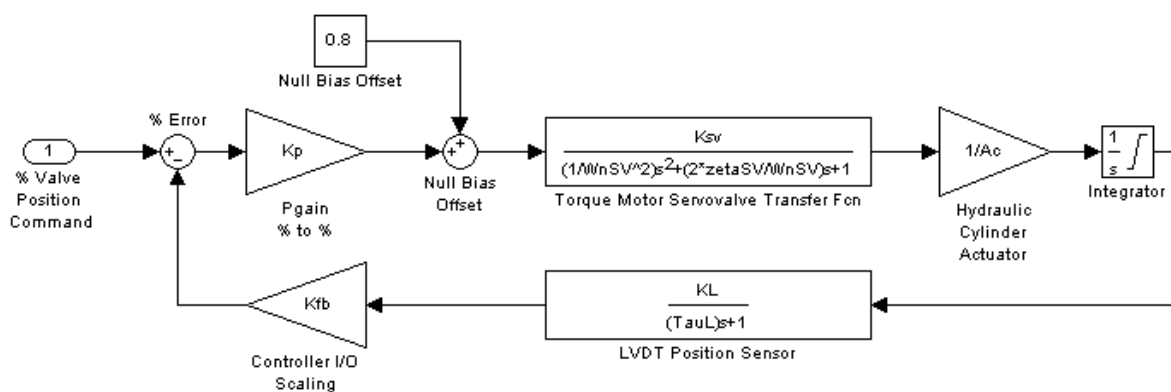 0.8
Null Bias Offset
% Error
1
% Valve
Position
Command
+
−
Kp
Pgain
% to %
+
+
Null Bias
Offset
Ksv
(1/WnSV^2)s2+(2*zetaSV/WnSV)s+1
Torque Motor Servovalve Transfer Fcn
1/Ac
Hydraulic
Cylinder
Actuator
1
s
Integrator
Kfb
Controller I/O
Scaling
KL
(TauL)s+1
LVDT Position Sensor